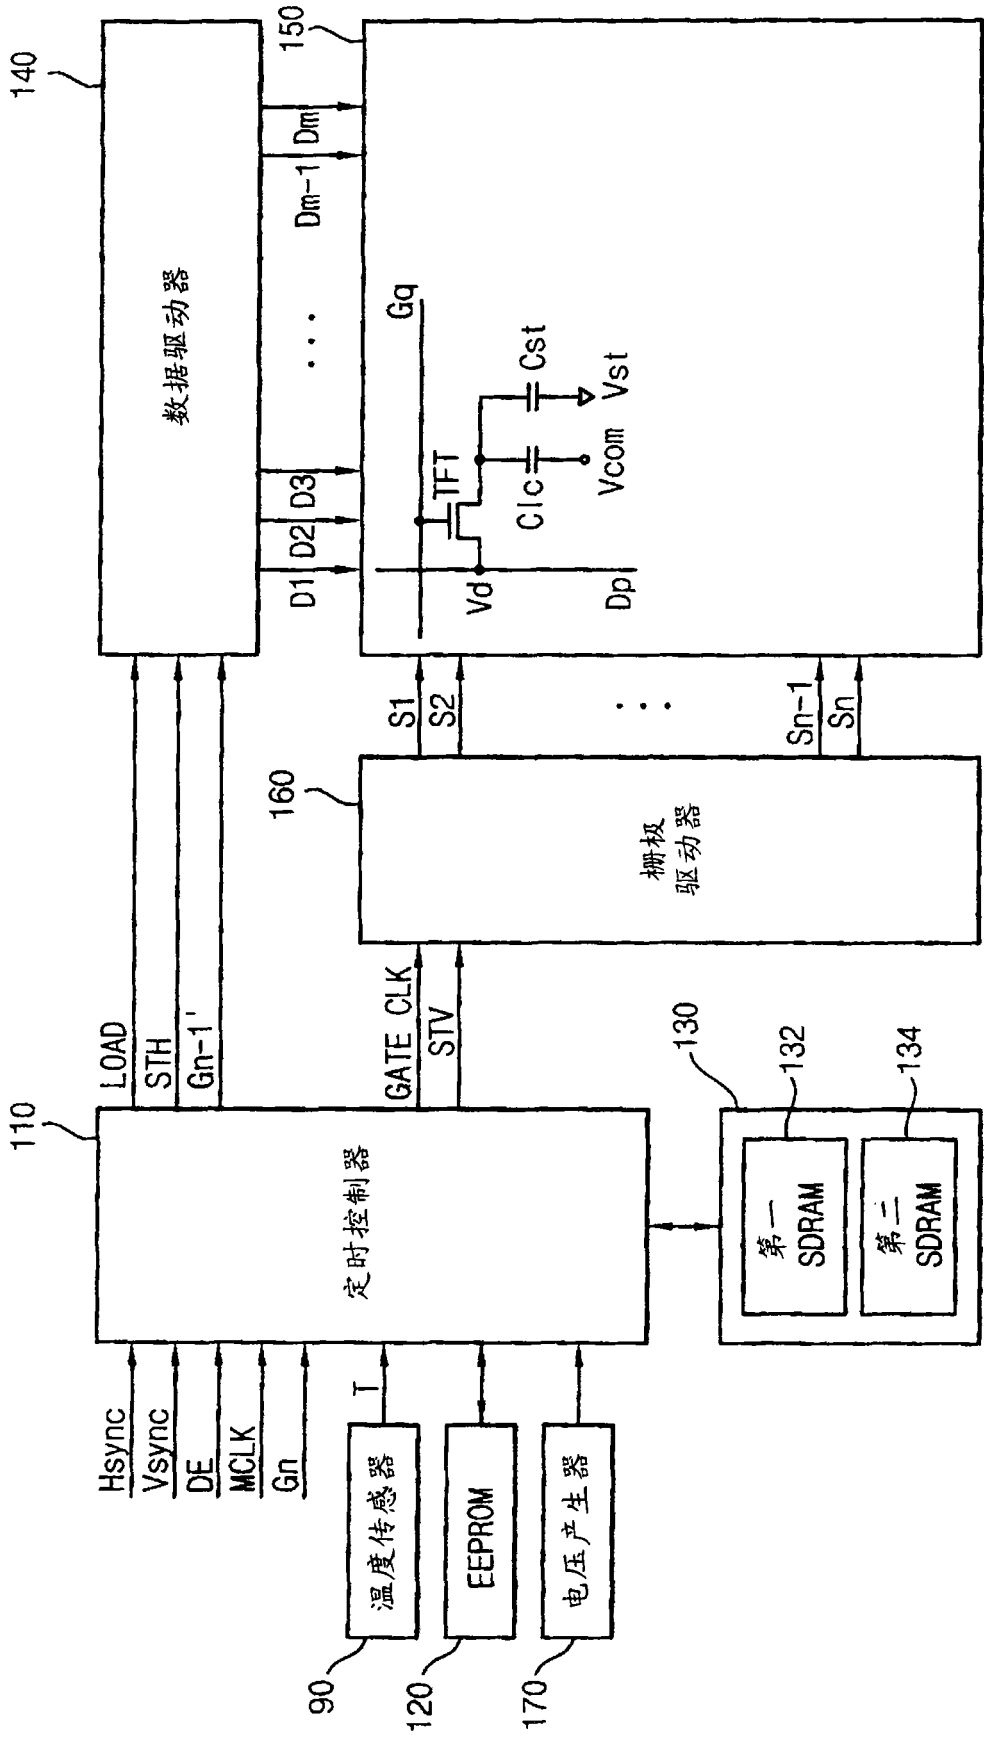 110
140
Hsync
Vsync
DE
MCLK
Gn
定时控制器
LOAD
STH
Gn-1'
数据驱动器
D1
D2
D3
· · ·
Dm-1
Dm
150
90
温度传感器
T
120
EEPROM
170
电压产生器
GATE CLK
STV
160
栅极
驱动器
S1
S2
· · ·
Sn-1
Sn
Gq
TFT
Vd
Clc
Cst
Vcom
Vst
Dp
130
第一
SDRAM
132
第二
SDRAM
134